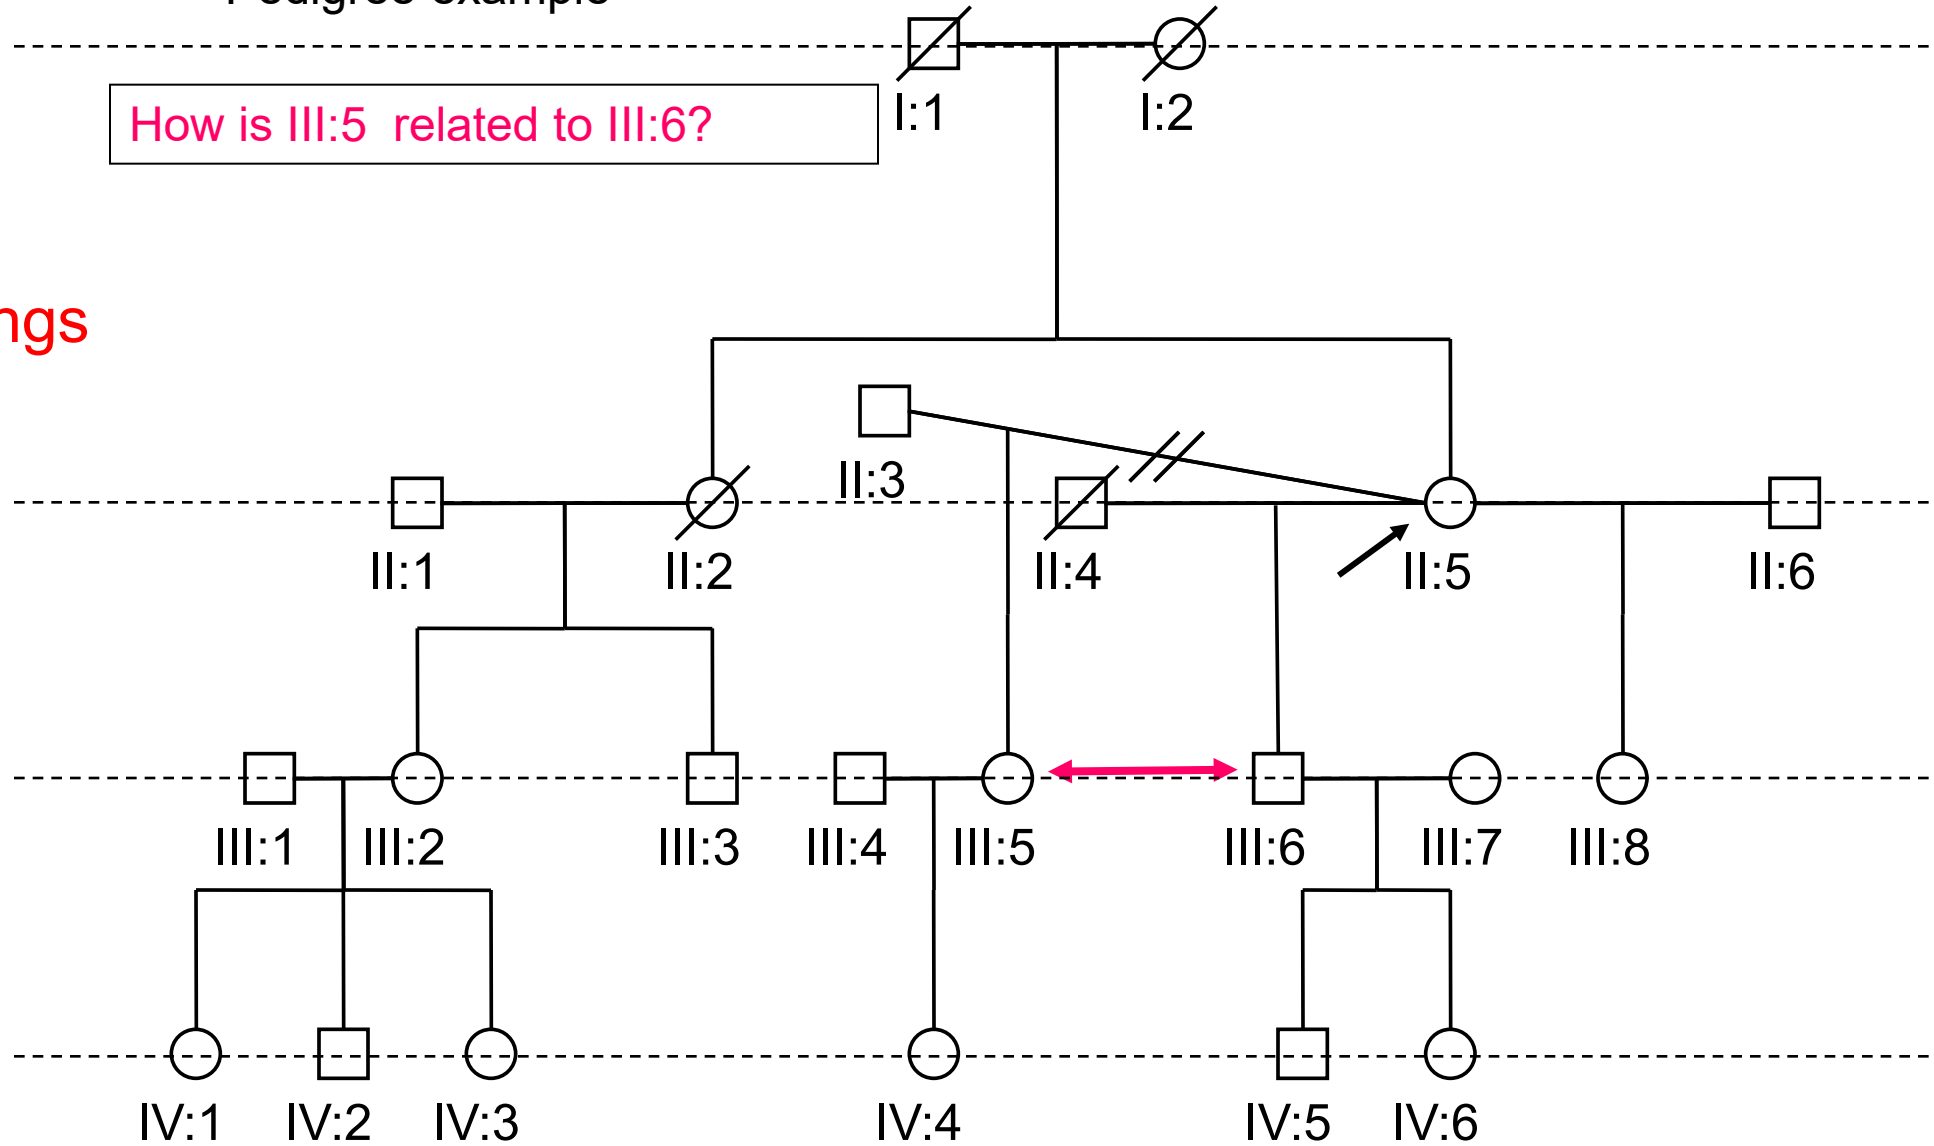 Pedigree example
I:1 I:2
How is III:5 related to III:6?
ngs
II:3
II:1 II:2 II:4 II:5 II:6
III:1 III:2 III:3 III:4 III:5 III:6 III:7 III:8
IV:1 IV:2 IV:3 IV:4 IV:5 IV:6